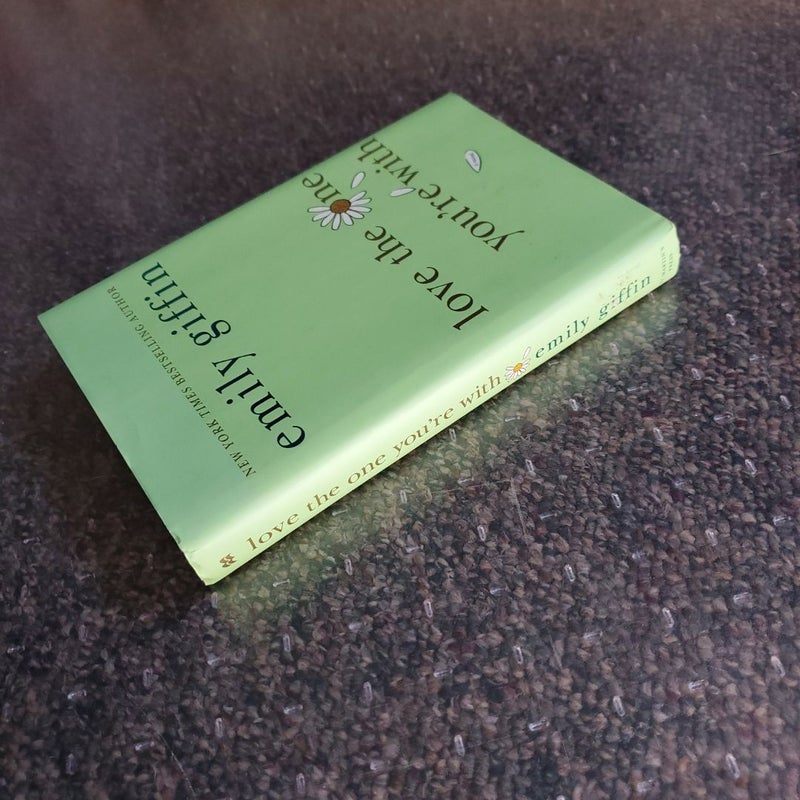 NEW YORK TIMES BESTSELLING AUTHOR
emily giffin
love the one
you're with
love the one you're with emily giffin